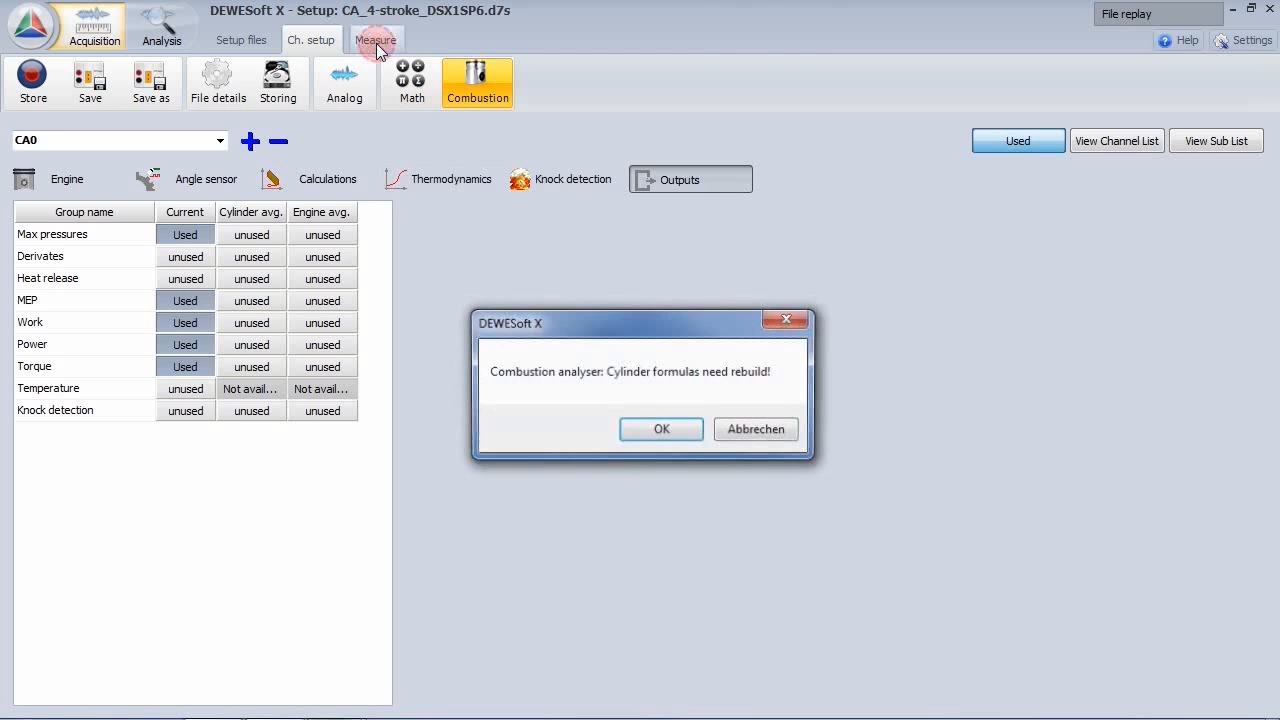 DEWESoft X - Setup: CA_4-stroke_DSX1SP6.d7s
File replay
Acquisition Analysis Setup files Ch. setup Measure Help Settings
Store Save Save as File details Storing Analog Math Combustion
CA0 Used View Channel List View Sub List
Engine Angle sensor Calculations Thermodynamics Knock detection Outputs
Group name Current Cylinder avg. Engine avg.
Max pressures Used unused unused
Derivates unused unused unused
Heat release unused unused unused
MEP Used unused unused
Work Used unused unused
Power Used unused unused
Torque Used unused unused
Temperature unused Not avail... Not avail...
Knock detection unused unused unused
DEWESoft X
Combustion analyser: Cylinder formulas need rebuild!
OK Abbrechen